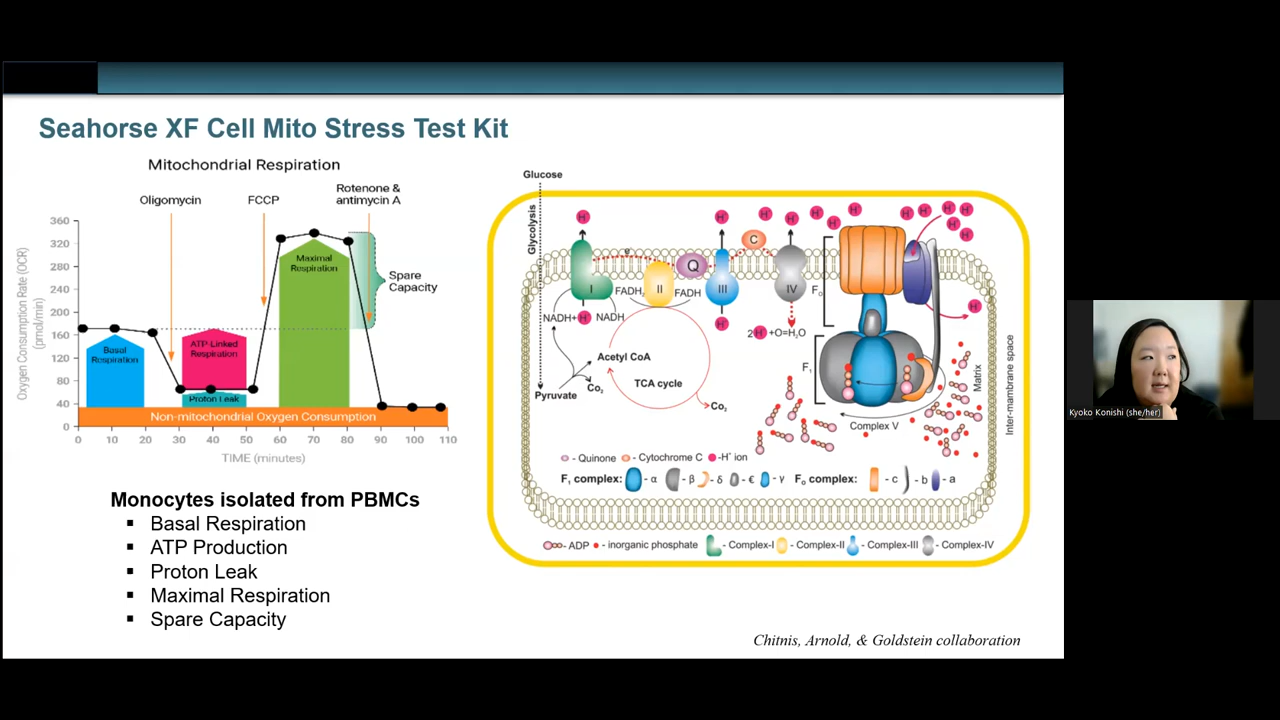 Seahorse XF Cell Mito Stress Test Kit
Mitochondrial Respiration
Oligomycin
FCCP
Rotenone &
antimycin A
Oxygen Consumption Rate (OCR)
(pmol/min)
360
320
280
240
200
160
120
80
40
0
Basal
Respiration
ATP-Linked
Respiration
Proton Leak
Maximal
Respiration
Spare
Capacity
Non-mitochondrial Oxygen Consumption
0 10 20 30 40 50 60 70 80 90 100 110
TIME (minutes)
Monocytes isolated from PBMCs
▪ Basal Respiration
▪ ATP Production
▪ Proton Leak
▪ Maximal Respiration
▪ Spare Capacity
Glucose
Glycolysis
Pyruvate
H⁺
I
NADH+H⁺
NADH
e⁻
FADH₂
II
FADH
Q
III
C
IV
2H⁺+O=H₂O
Acetyl CoA
Co₂
TCA cycle
Co₂
F₀
F₁
Complex V
Matrix
Inter-membrane space
- Quinone
- Cytochrome C
-H⁺ ion
F₁ complex: - α - β - δ - ϵ - γ
F₀ complex: - c - b - a
- ADP
- inorganic phosphate
- Complex-I
- Complex-II
- Complex-III
- Complex-IV
Chitnis, Arnold, & Goldstein collaboration
Kyoko Konishi (she/her)